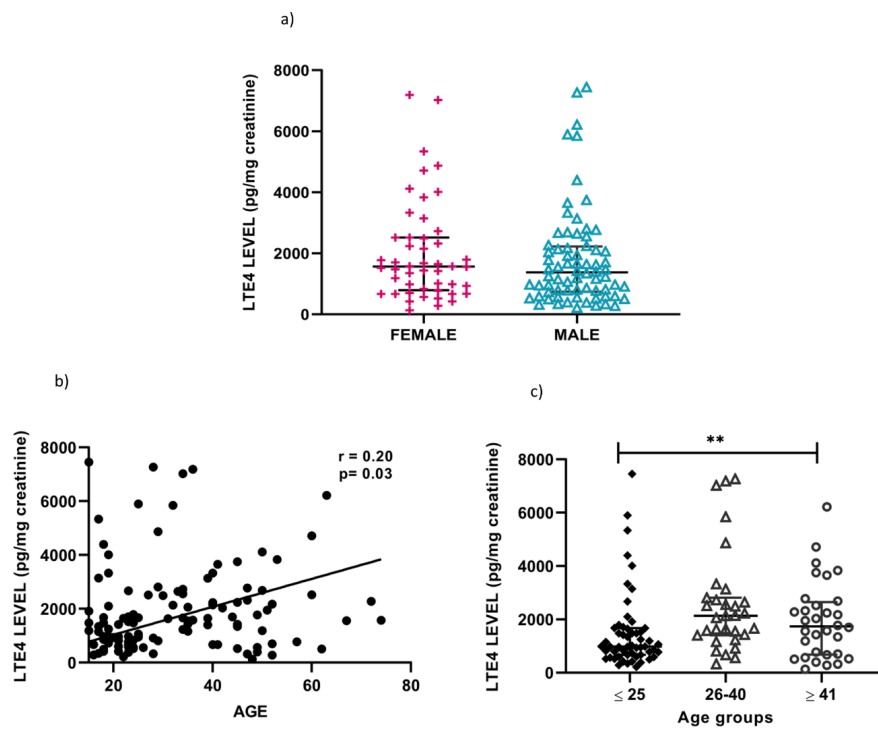 a)
LTE4 LEVEL (pg/mg creatinine)
8000
6000
4000
2000
0
FEMALE MALE
b)
LTE4 LEVEL (pg/mg creatinine)
8000
6000
4000
2000
0
r = 0.20
p= 0.03
20 40 60 80
AGE
c)
LTE4 LEVEL (pg/mg creatinine)
8000
6000
4000
2000
0
**
≤ 25 26-40 ≥ 41
Age groups